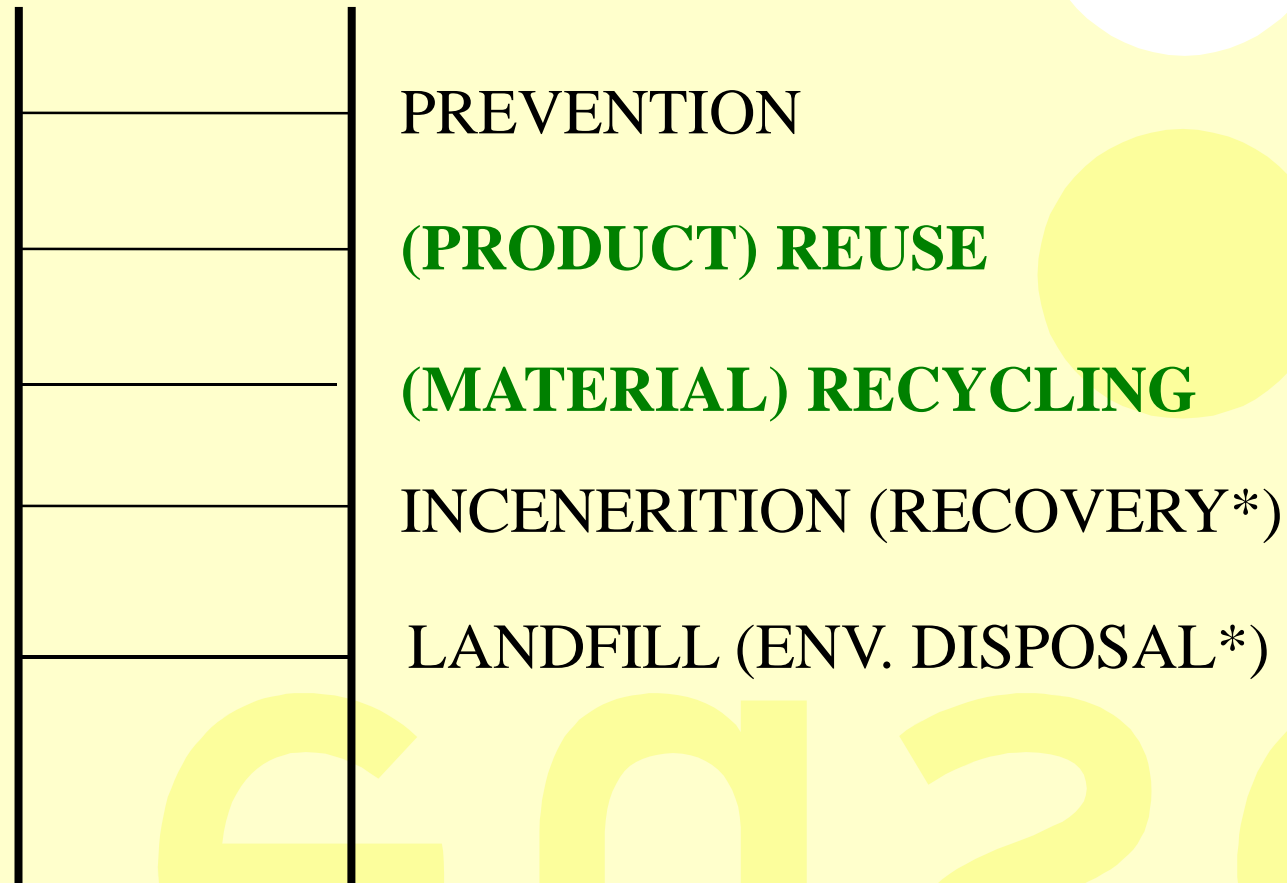 PREVENTION
(PRODUCT) REUSE
(MATERIAL) RECYCLING
INCENERITION (RECOVERY*)
LANDFILL (ENV. DISPOSAL*)